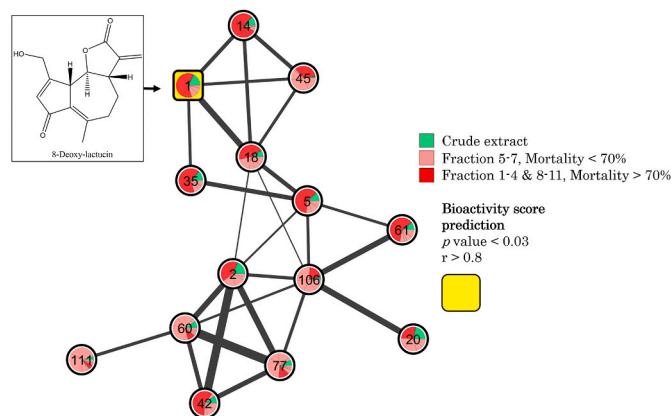 O
O
HO
H
H
H
O
8-Deoxy-lactucin
14
45
1
18
35
5
61
2
106
60
20
111
77
42
Crude extract
Fraction 5-7, Mortality < 70%
Fraction 1-4 & 8-11, Mortality > 70%
Bioactivity score
prediction
p value < 0.03
r > 0.8